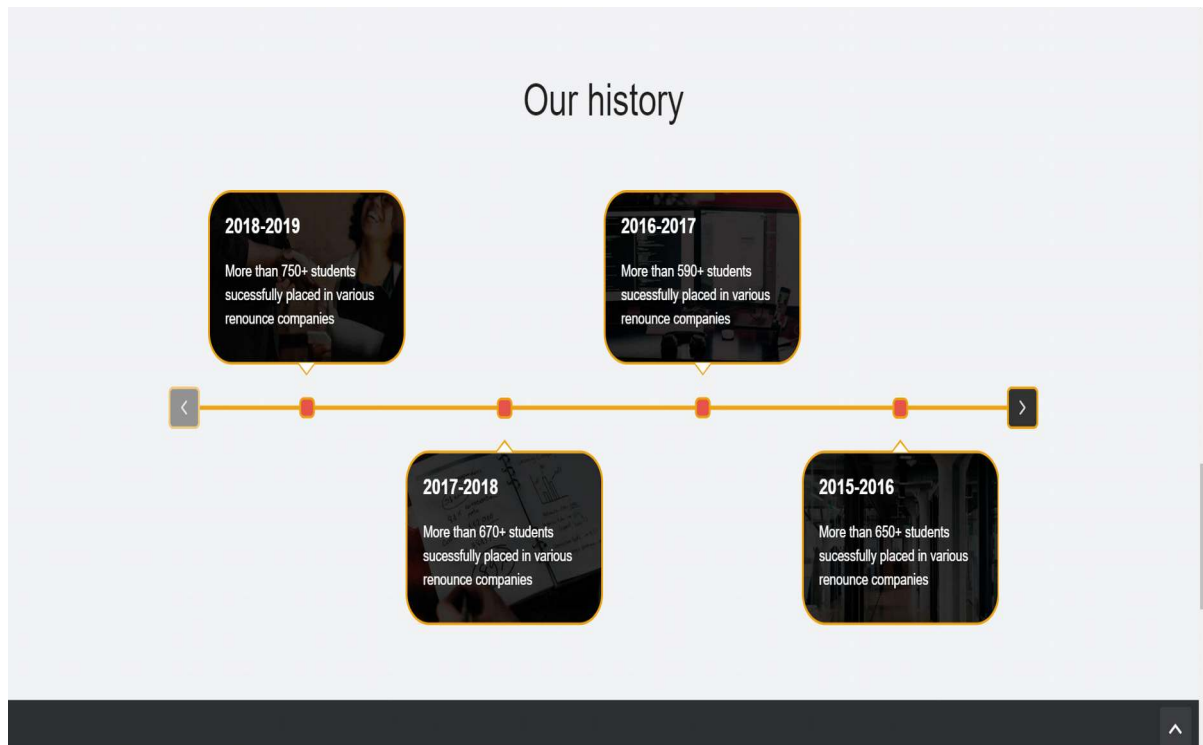 Our history
2018-2019
More than 750+ students
sucessfully placed in various
renounce companies
2016-2017
More than 590+ students
sucessfully placed in various
renounce companies
2017-2018
More than 670+ students
sucessfully placed in various
renounce companies
2015-2016
More than 650+ students
sucessfully placed in various
renounce companies